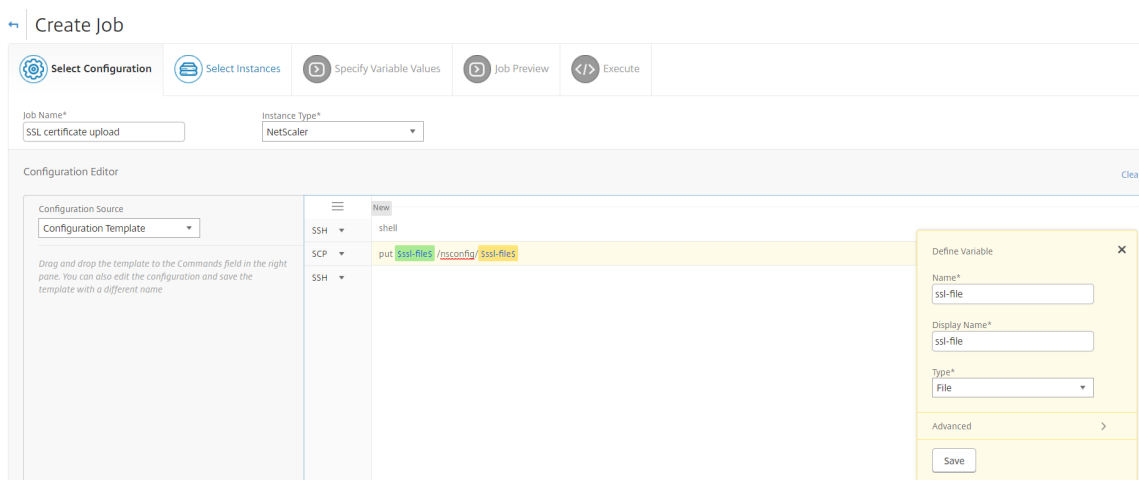 Create Job
Select Configuration
Select Instances
Specify Variable Values
Job Preview
Execute
Job Name*
SSL certificate upload
Instance Type*
NetScaler
Configuration Editor
Configuration Source
Configuration Template
Drag and drop the template to the Commands field in the right
pane. You can also edit the configuration and save the
template with a different name
New
SSH
shell
SCP
put $ssl-file$ /nsconfig/$ssl-file$
SSH
Define Variable
Name*
ssl-file
Display Name*
ssl-file
Type*
File
Advanced
Save